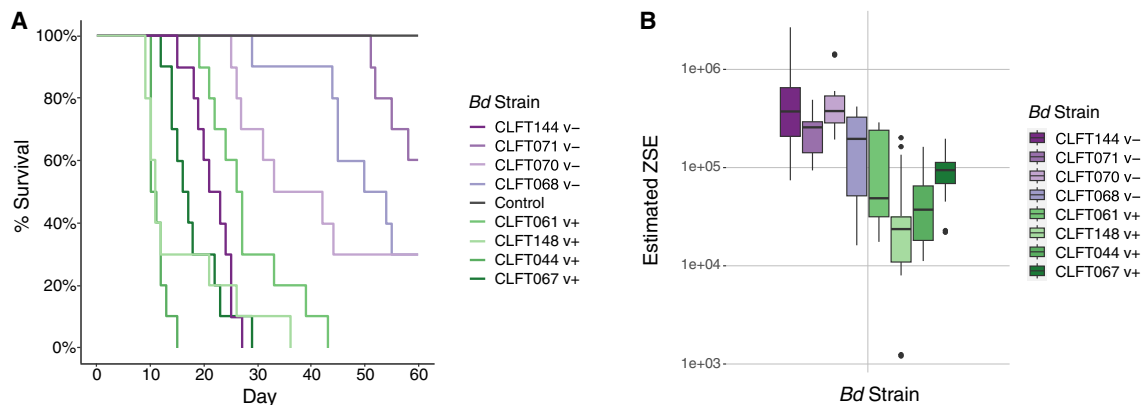 A
% Survival
100%
80%
60%
40%
20%
0%
0 10 20 30 40 50 60
Day
Bd Strain
CLFT144 v−
CLFT071 v−
CLFT070 v−
CLFT068 v−
Control
CLFT061 v+
CLFT148 v+
CLFT044 v+
CLFT067 v+
B
Estimated ZSE
1e+06
1e+05
1e+04
1e+03
Bd Strain
Bd Strain
CLFT144 v−
CLFT071 v−
CLFT070 v−
CLFT068 v−
CLFT061 v+
CLFT148 v+
CLFT044 v+
CLFT067 v+